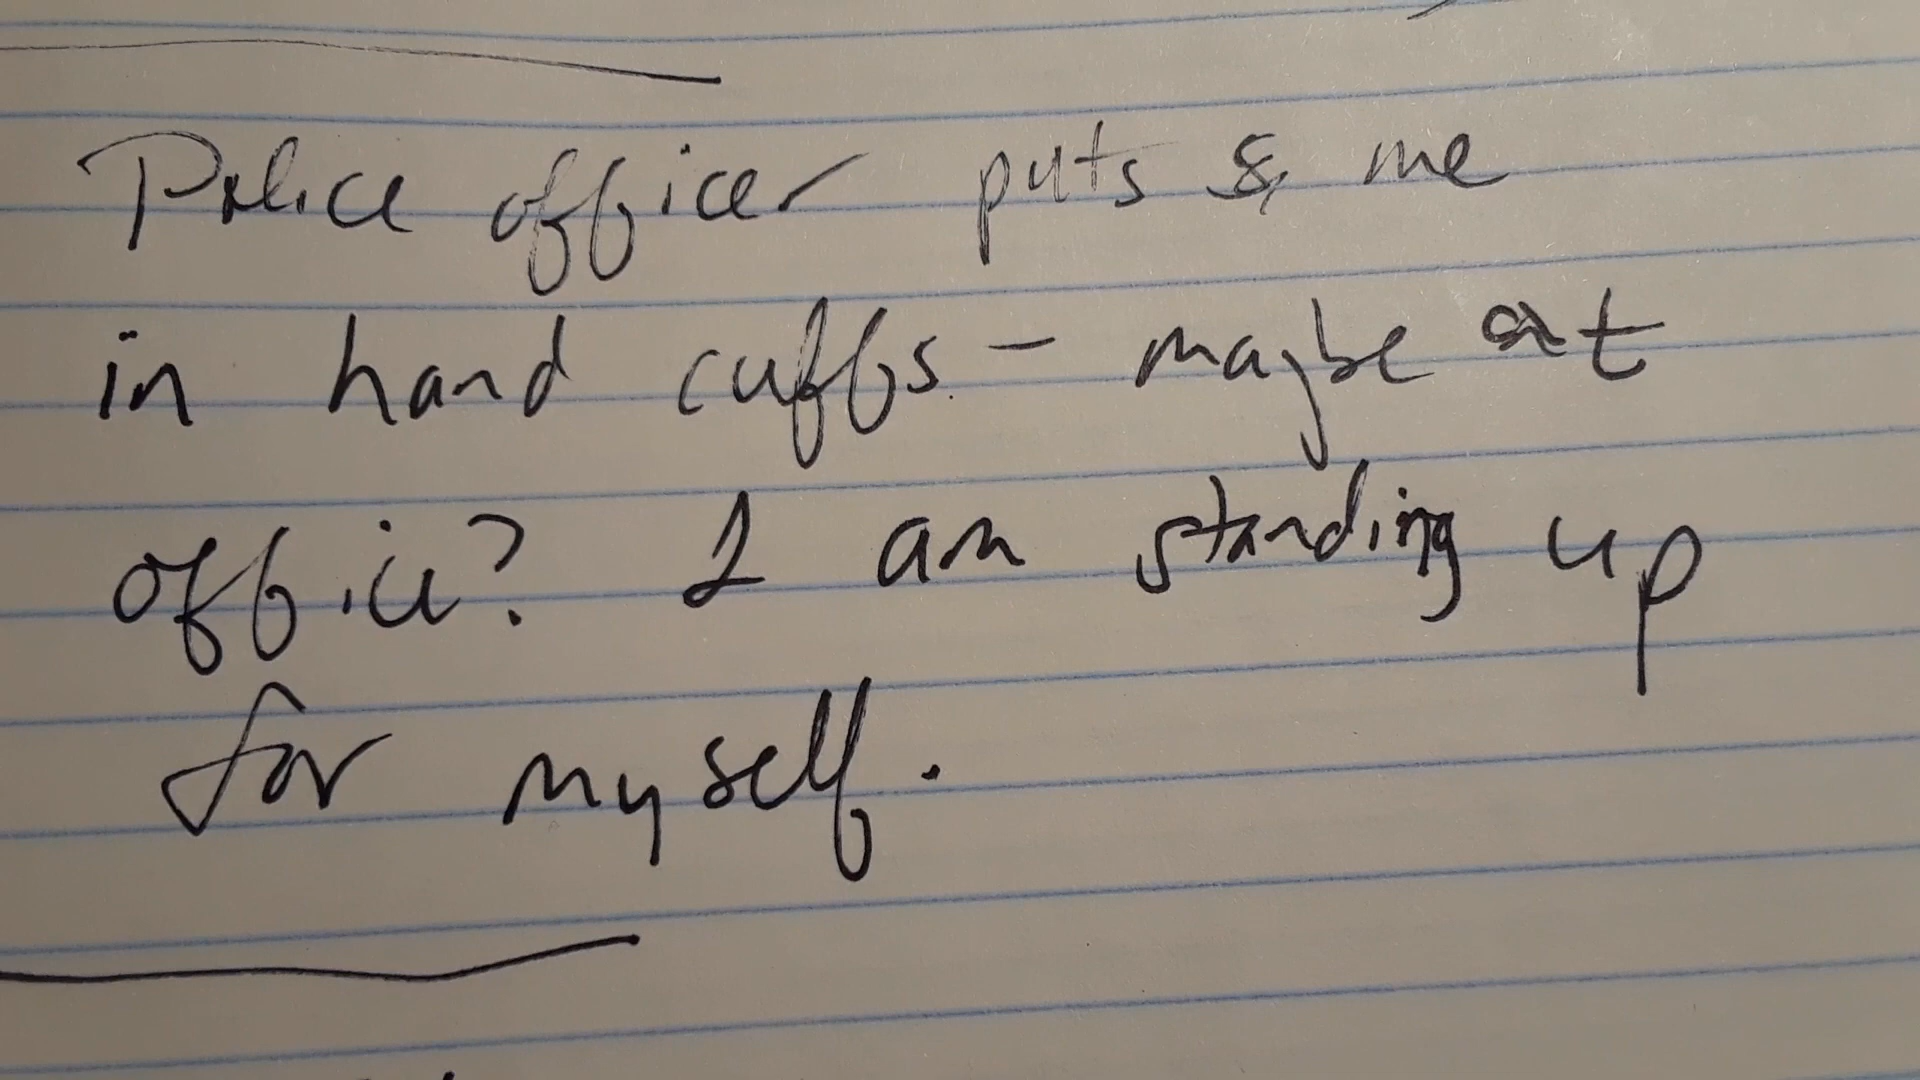 Police officer puts & me
in hand cuffs - maybe at
office? I am standing up
for myself.